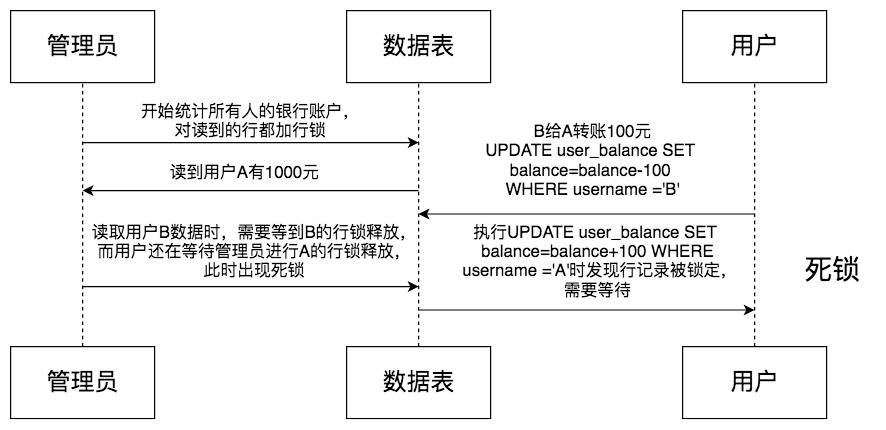 管理员
数据表
用户
开始统计所有人的银行账户，
对读到的行都加行锁
B给A转账100元
UPDATE user_balance SET
balance=balance-100
WHERE username ='B'
读到用户A有1000元
读取用户B数据时，需要等到B的行锁释放，
而用户还在等待管理员进行A的行锁释放，
此时出现死锁
执行UPDATE user_balance SET
balance=balance+100 WHERE
username ='A'时发现行记录被锁定，
需要等待
死锁
管理员
数据表
用户